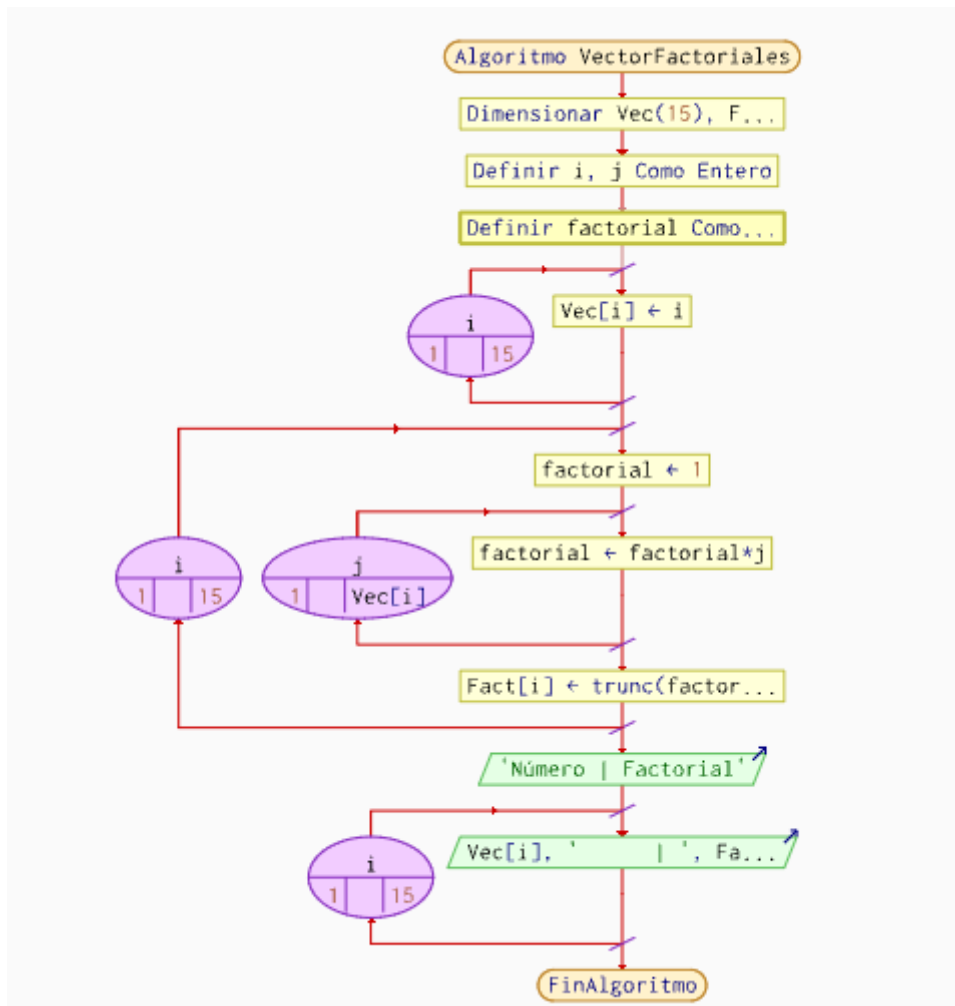 Algoritmo VectorFactoriales
Dimensionar Vec(15), F...
Definir i, j Como Entero
Definir factorial Como...
Vec[i] ← i
i
1 15
factorial ← 1
factorial ← factorial*j
i
1 15
j
1 Vec[i]
Fact[i] ← trunc(factor...
'Número | Factorial'
Vec[i], '      | ', Fa...
i
1 15
FinAlgoritmo